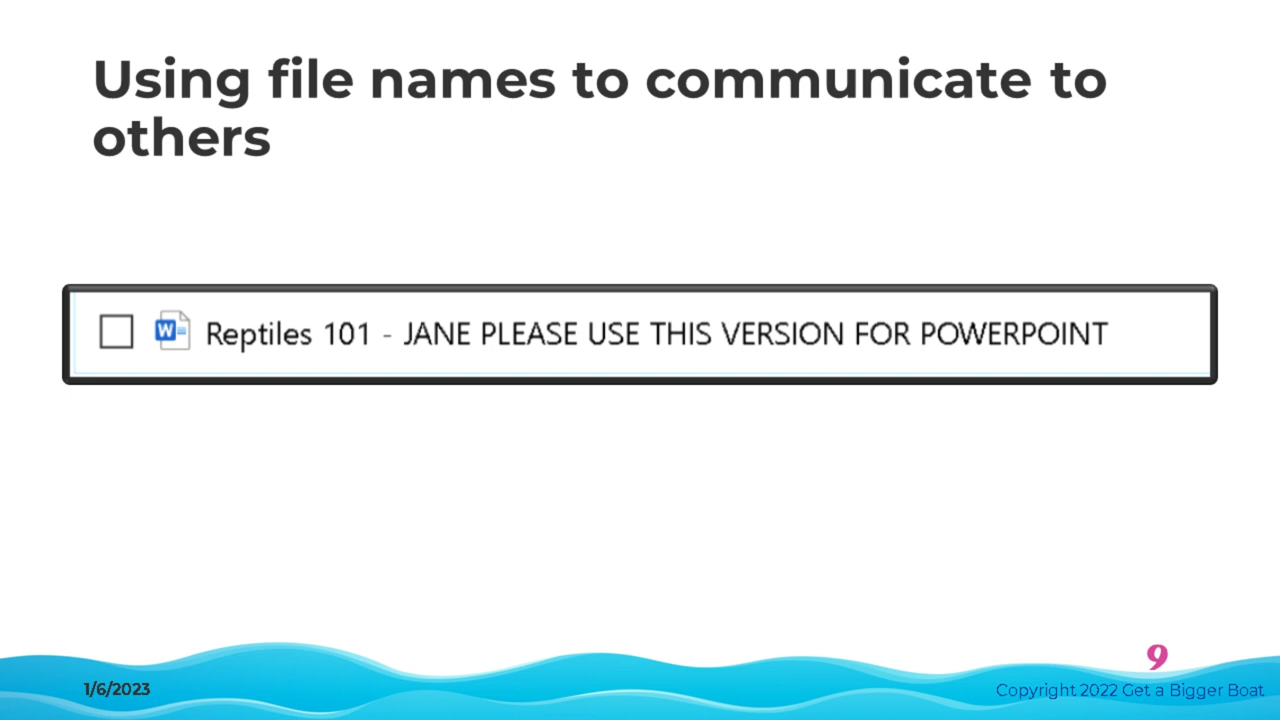 Using file names to communicate to
others
Reptiles 101 - JANE PLEASE USE THIS VERSION FOR POWERPOINT
9
1/6/2023
Copyright 2022 Get a Bigger Boat